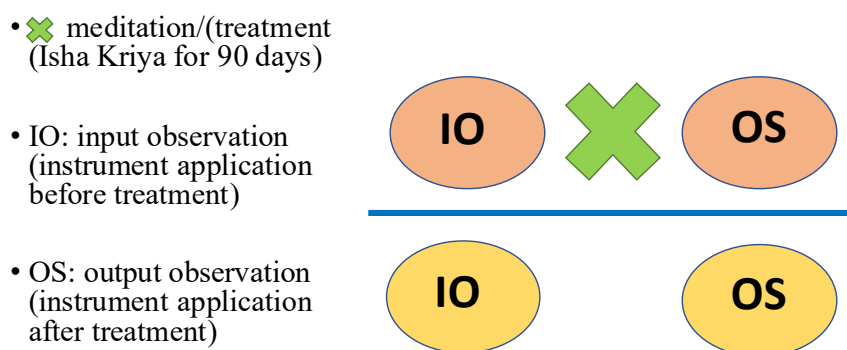 • meditation/(treatment
(Isha Kriya for 90 days)
• IO: input observation
(instrument application
before treatment)
• OS: output observation
(instrument application
after treatment)
IO
OS
IO
OS